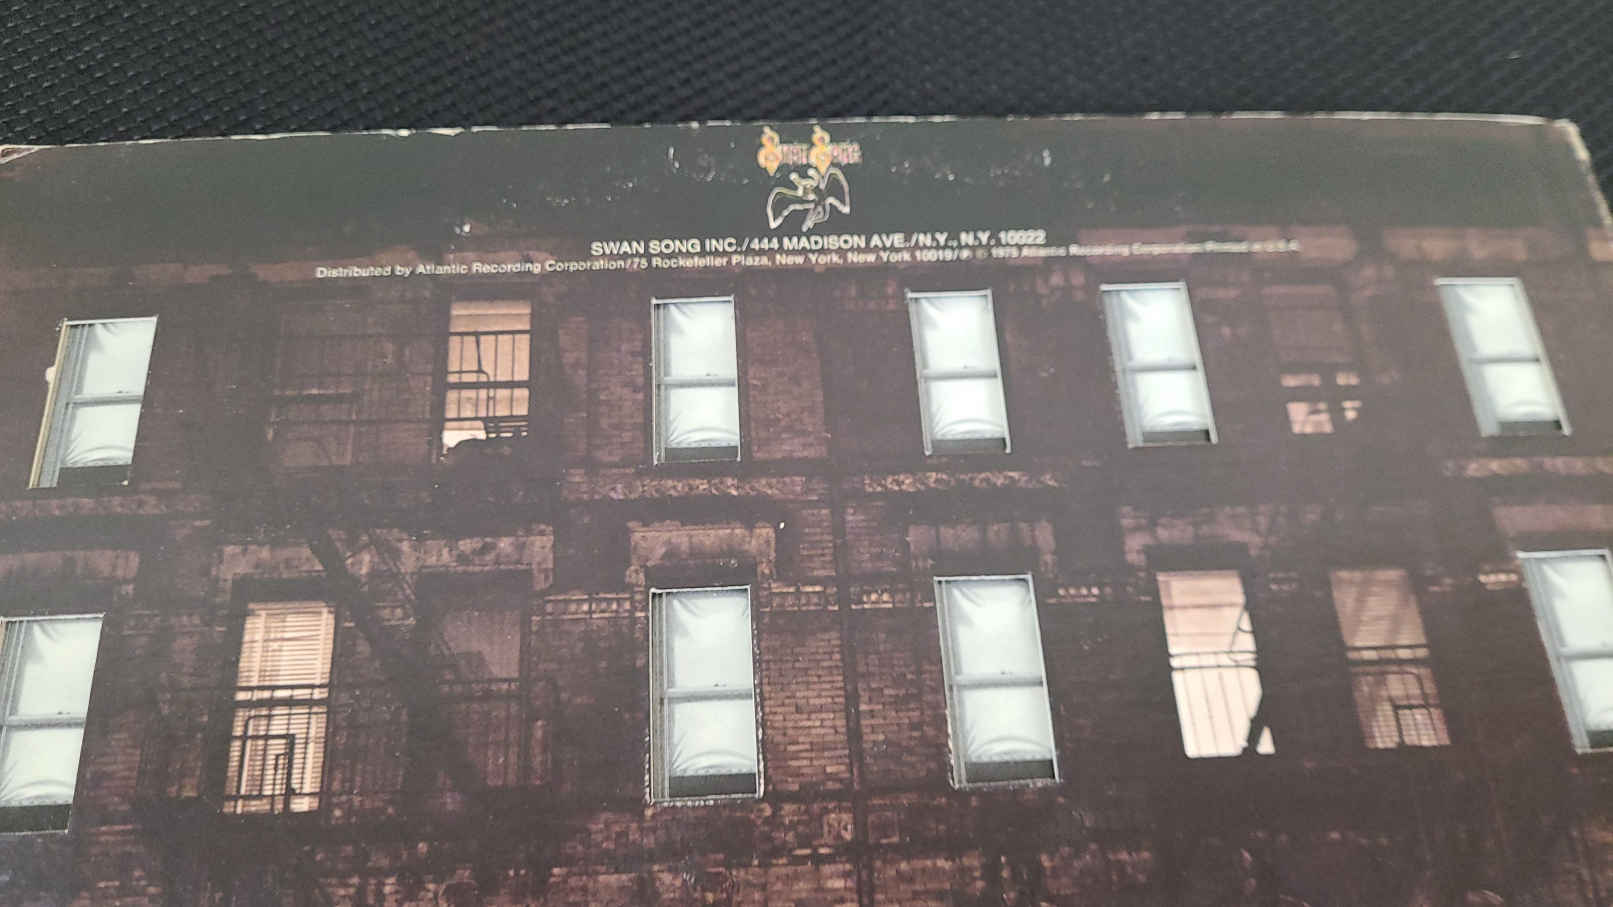 Swan Song
SWAN SONG INC./444 MADISON AVE./N.Y., N.Y. 10022
Distributed by Atlantic Recording Corporation/75 Rockefeller Plaza, New York, New York 10019/℗ © 1975 Atlantic Recording Corporation Printed in U.S.A.